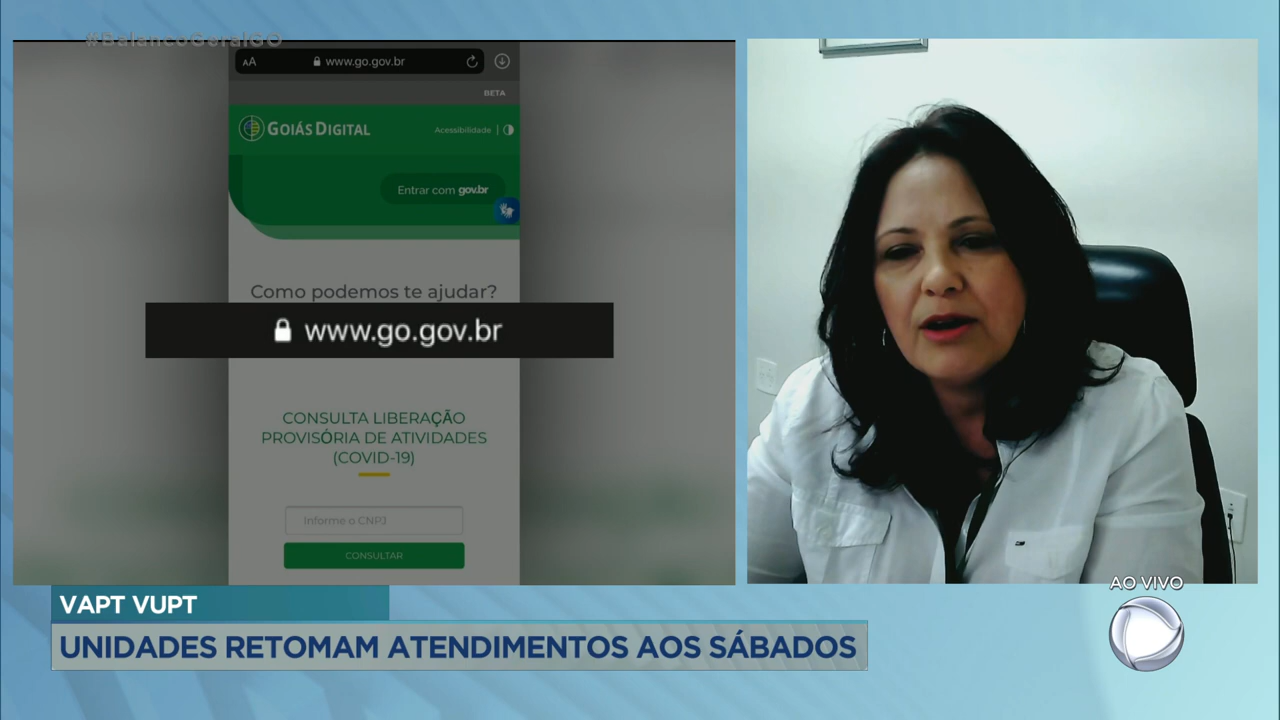 #BalancoGeralGO
AA
www.go.gov.br
BETA
GOIÁS DIGITAL
Acessibilidade |
Entrar com gov.br
Como podemos te ajudar?
www.go.gov.br
CONSULTA LIBERAÇÃO
PROVISÓRIA DE ATIVIDADES
(COVID-19)
Informe o CNPJ
CONSULTAR
AO VIVO
VAPT VUPT
UNIDADES RETOMAM ATENDIMENTOS AOS SÁBADOS